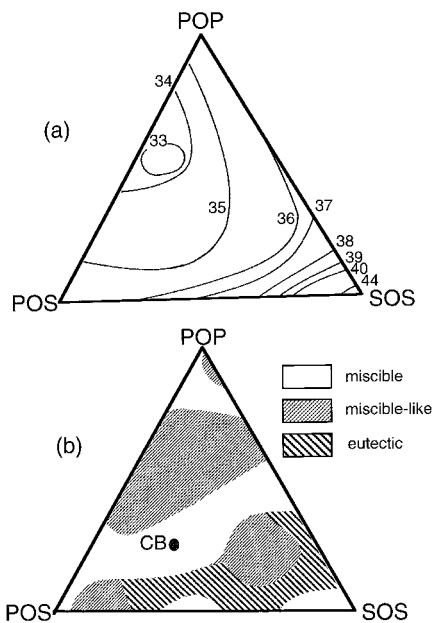 POP
34
(a)
33
35
36
37
38
39
40
44
POS
SOS
POP
miscible
miscible-like
(b)
eutectic
CB
POS
SOS